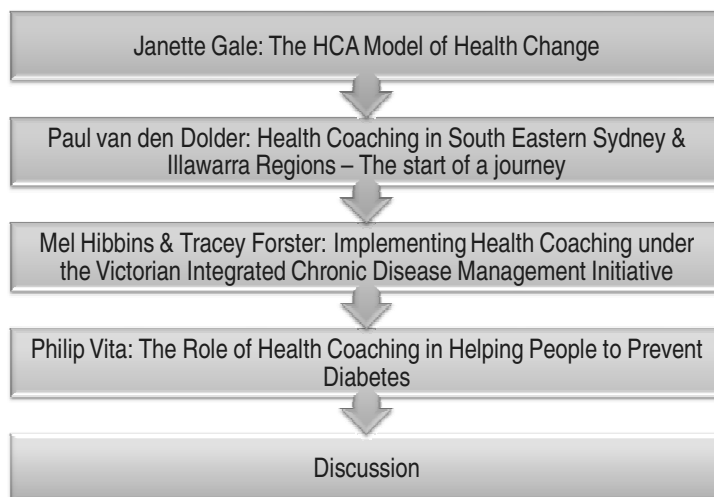 Janette Gale: The HCA Model of Health Change
Paul van den Dolder: Health Coaching in South Eastern Sydney &
Illawarra Regions – The start of a journey
Mel Hibbins & Tracey Forster: Implementing Health Coaching under
the Victorian Integrated Chronic Disease Management Initiative
Philip Vita: The Role of Health Coaching in Helping People to Prevent
Diabetes
Discussion